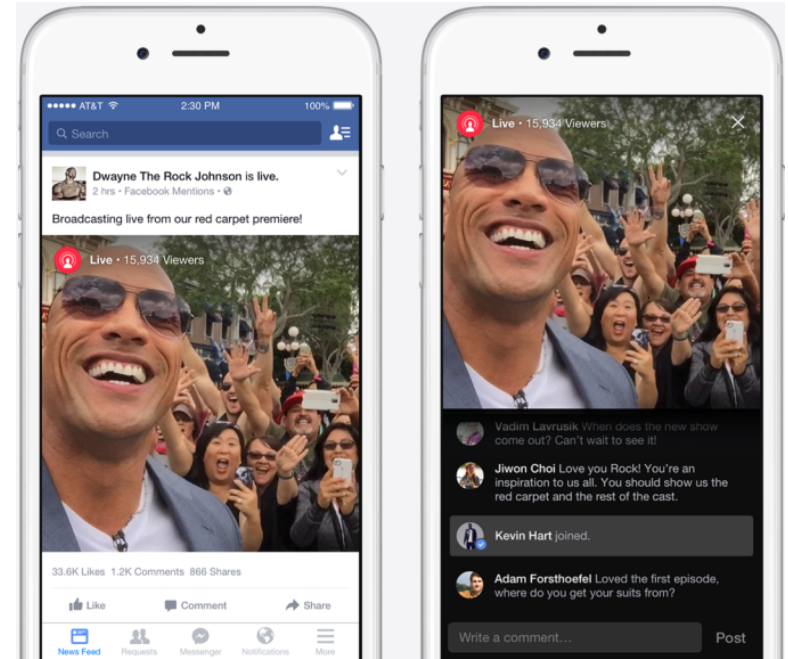 AT&T 2:30 PM 100%
Search
Dwayne The Rock Johnson is live.
2 hrs • Facebook Mentions •
Broadcasting live from our red carpet premiere!
Live • 15,934 Viewers
33.6K Likes 1.2K Comments 866 Shares
Like Comment Share
News Feed Requests Messenger Notifications More
Live • 15,934 Viewers
Vadim Lavrusik When does the new show
come out? Can't wait to see it!
Jiwon Choi Love you Rock! You're an
inspiration to us all. You should show us the
red carpet and the rest of the cast.
Kevin Hart joined.
Adam Forsthoefel Loved the first episode,
where do you get your suits from?
Write a comment... Post